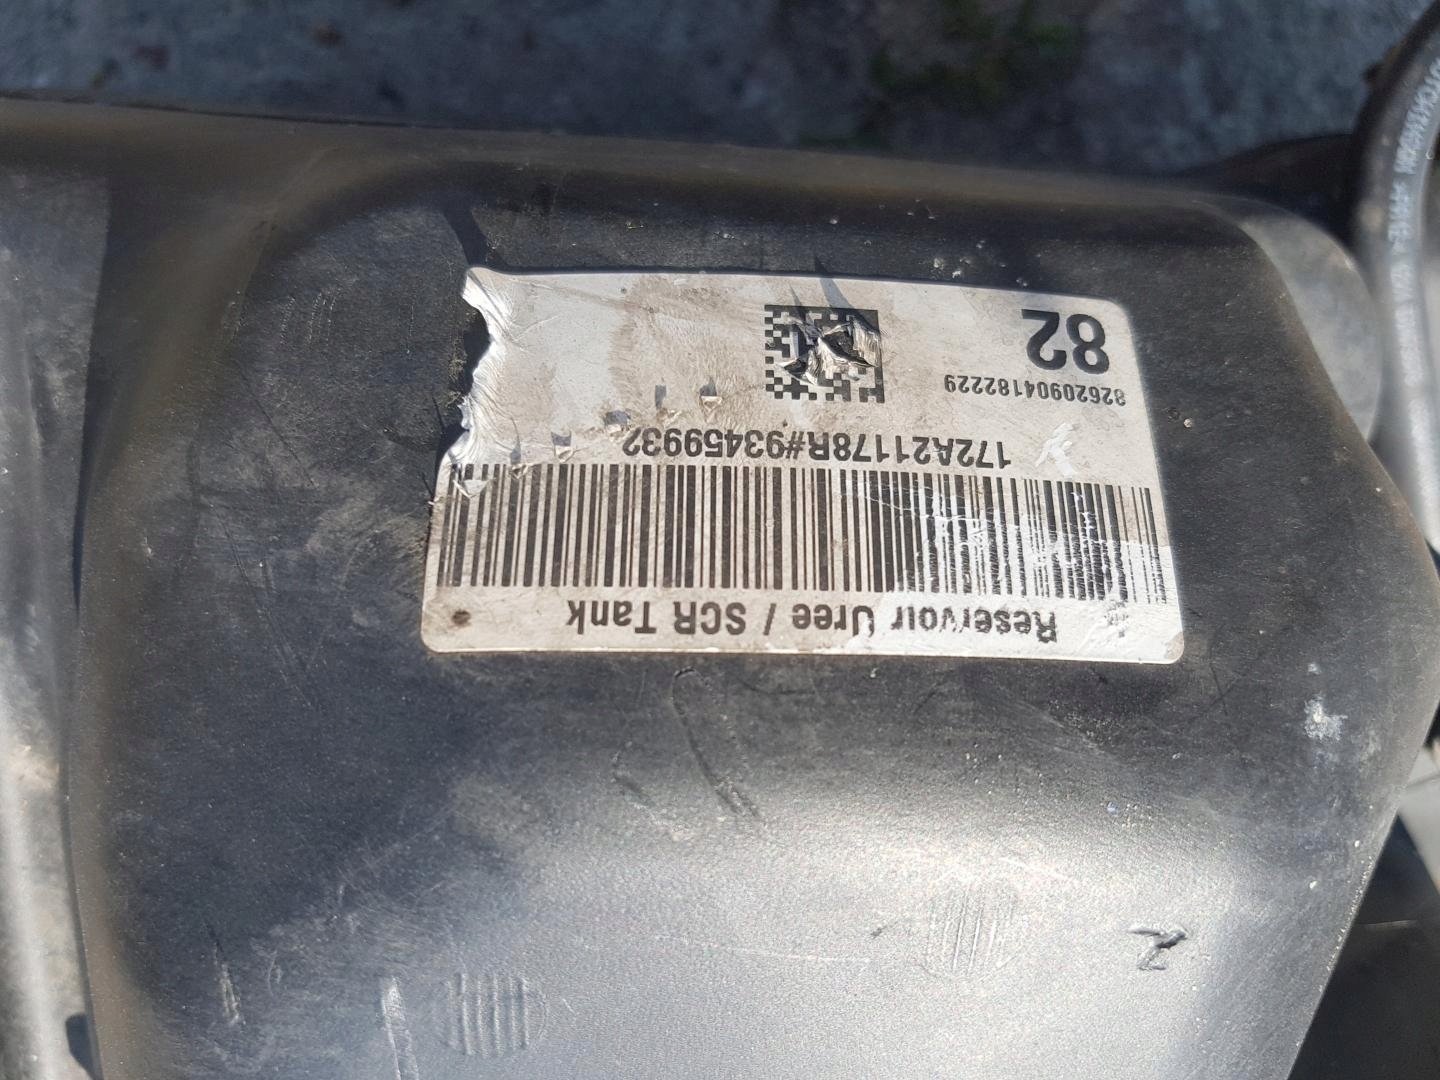 Reservoir Uree / SCR Tank
172A21178R#93459932
82620904182229
82